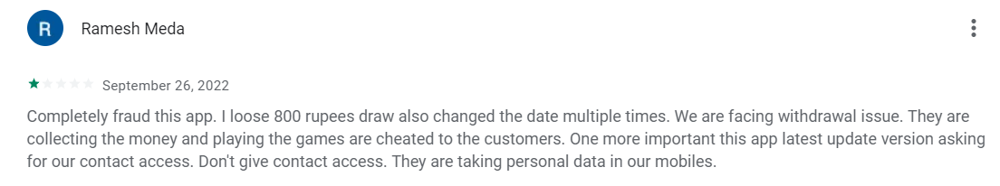 R
Ramesh Meda
September 26, 2022
Completely fraud this app. I loose 800 rupees draw also changed the date multiple times. We are facing withdrawal issue. They are
collecting the money and playing the games are cheated to the customers. One more important this app latest update version asking
for our contact access. Don't give contact access. They are taking personal data in our mobiles.